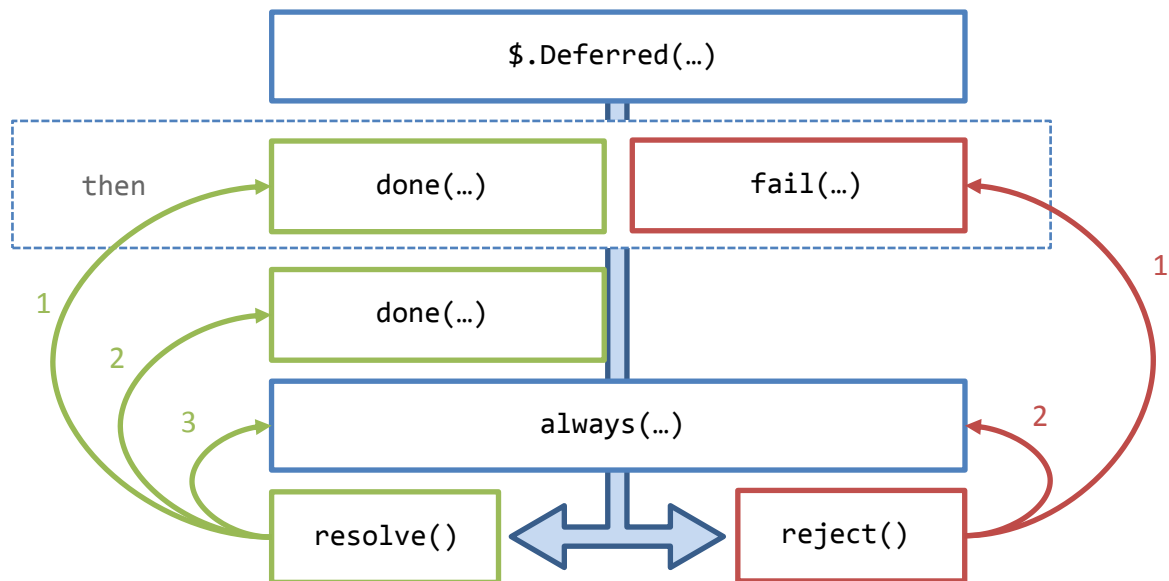 $.Deferred(…)
then
done(…)
fail(…)
1
1
done(…)
2
3
always(…)
2
resolve()
reject()